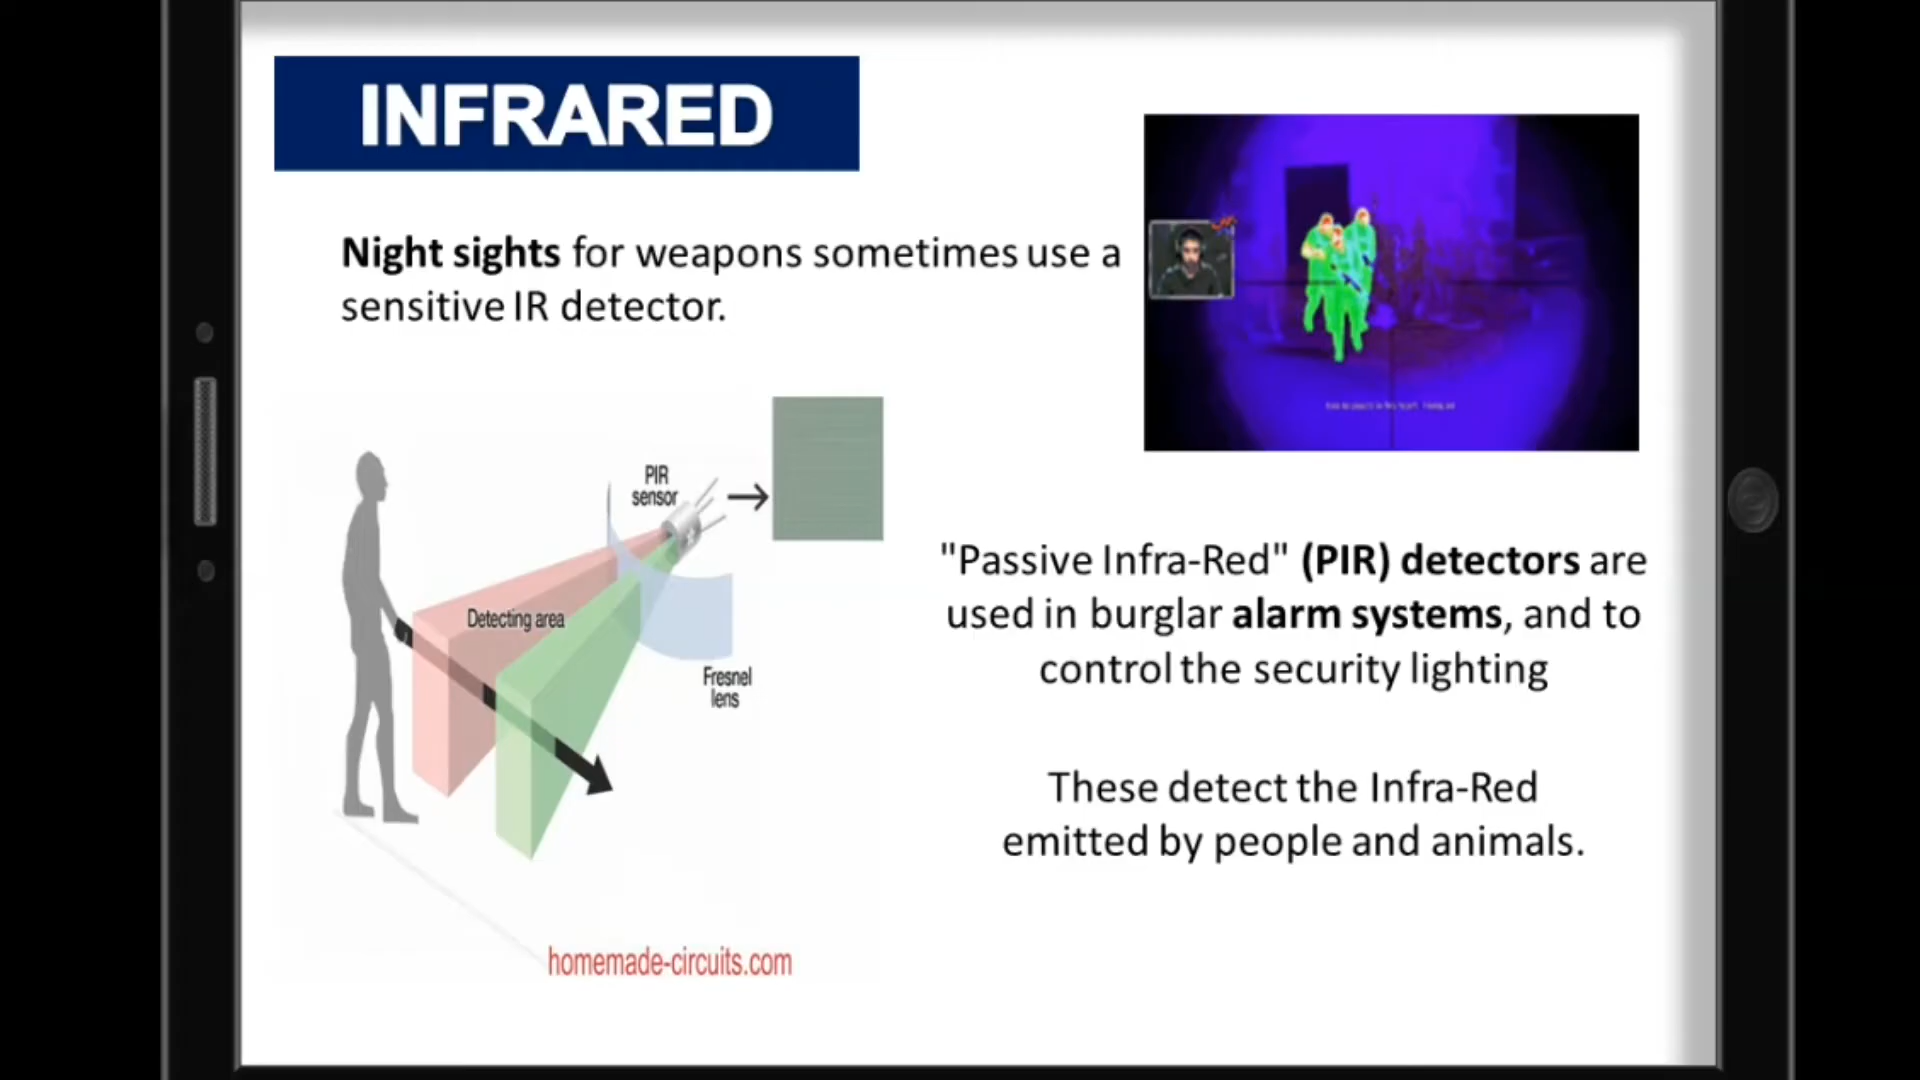 INFRARED
Night sights for weapons sometimes use a
sensitive IR detector.
PIR
sensor
Detecting area
Fresnel
lens
homemade-circuits.com
"Passive Infra-Red" (PIR) detectors are
used in burglar alarm systems, and to
control the security lighting
These detect the Infra-Red
emitted by people and animals.